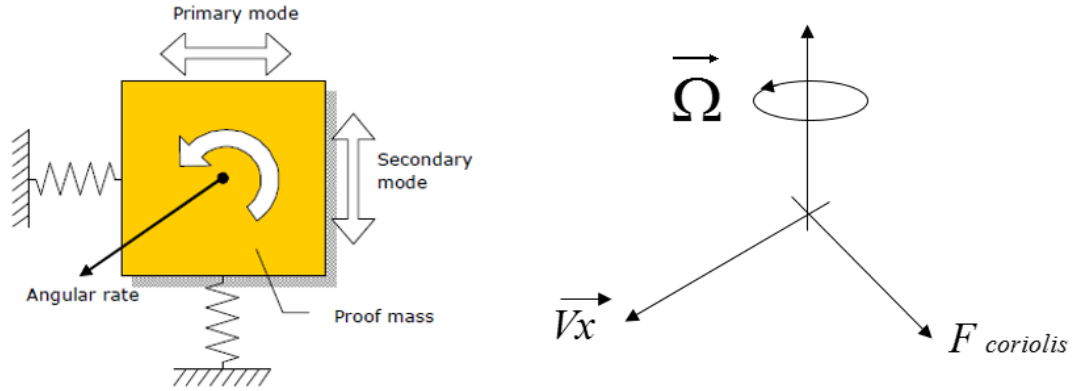 Primary mode
Secondary
mode
Angular rate
Proof mass
Ω
Vx
F coriolis